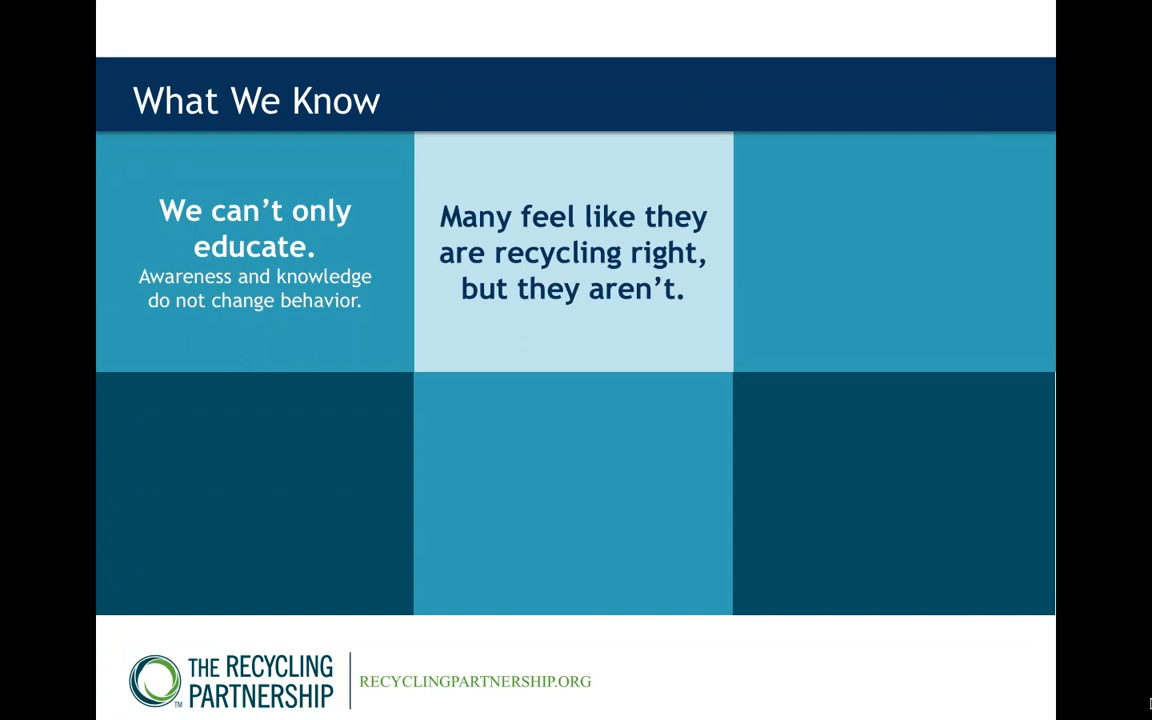 What We Know
We can’t only
educate.
Awareness and knowledge
do not change behavior.
Many feel like they
are recycling right,
but they aren’t.
THE RECYCLING
PARTNERSHIP
TM
RECYCLINGPARTNERSHIP.ORG